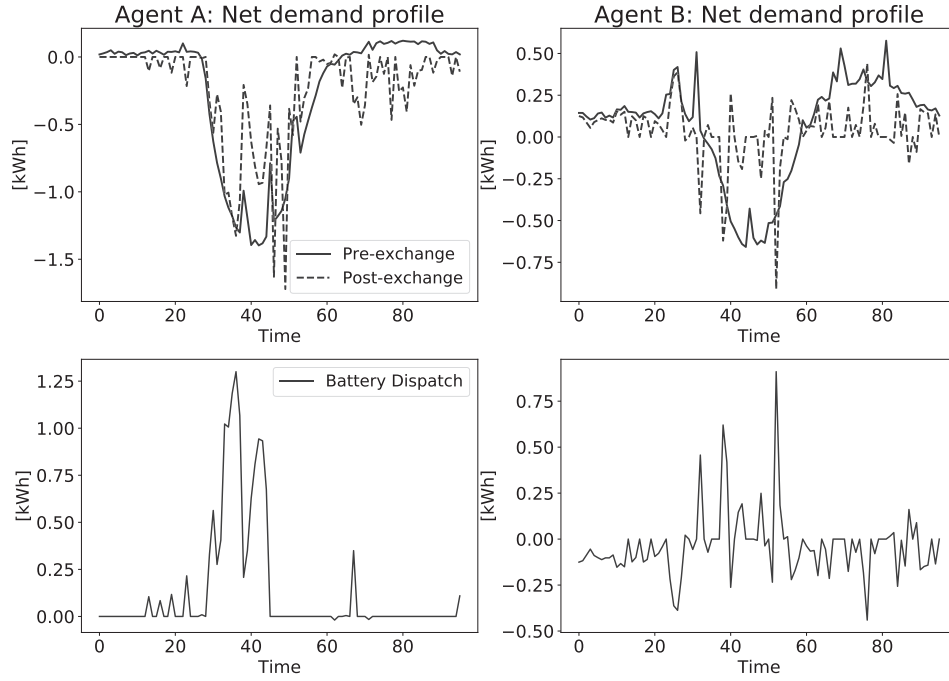 Agent A: Net demand profile
[kWh]
0.0
−0.5
−1.0
−1.5
Pre-exchange
Post-exchange
0 20 40 60 80
Time
Agent B: Net demand profile
[kWh]
0.50
0.25
0.00
−0.25
−0.50
−0.75
0 20 40 60 80
Time
[kWh]
1.25
1.00
0.75
0.50
0.25
0.00
Battery Dispatch
0 20 40 60 80
Time
[kWh]
0.75
0.50
0.25
0.00
−0.25
−0.50
0 20 40 60 80
Time